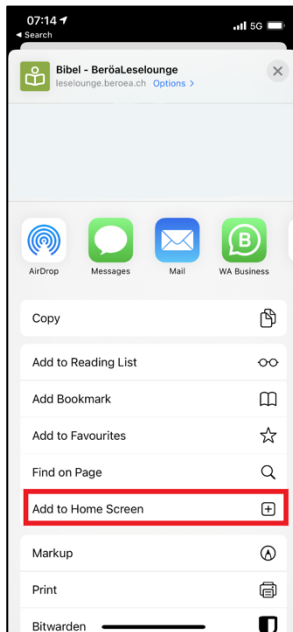 07:14
◀ Search
5G
Bibel - BeröaLeselounge
leselounge.beroea.ch Options >
AirDrop
Messages
Mail
B
WA Business
Copy
Add to Reading List
Add Bookmark
Add to Favourites
Find on Page
Add to Home Screen
Markup
Print
Bitwarden